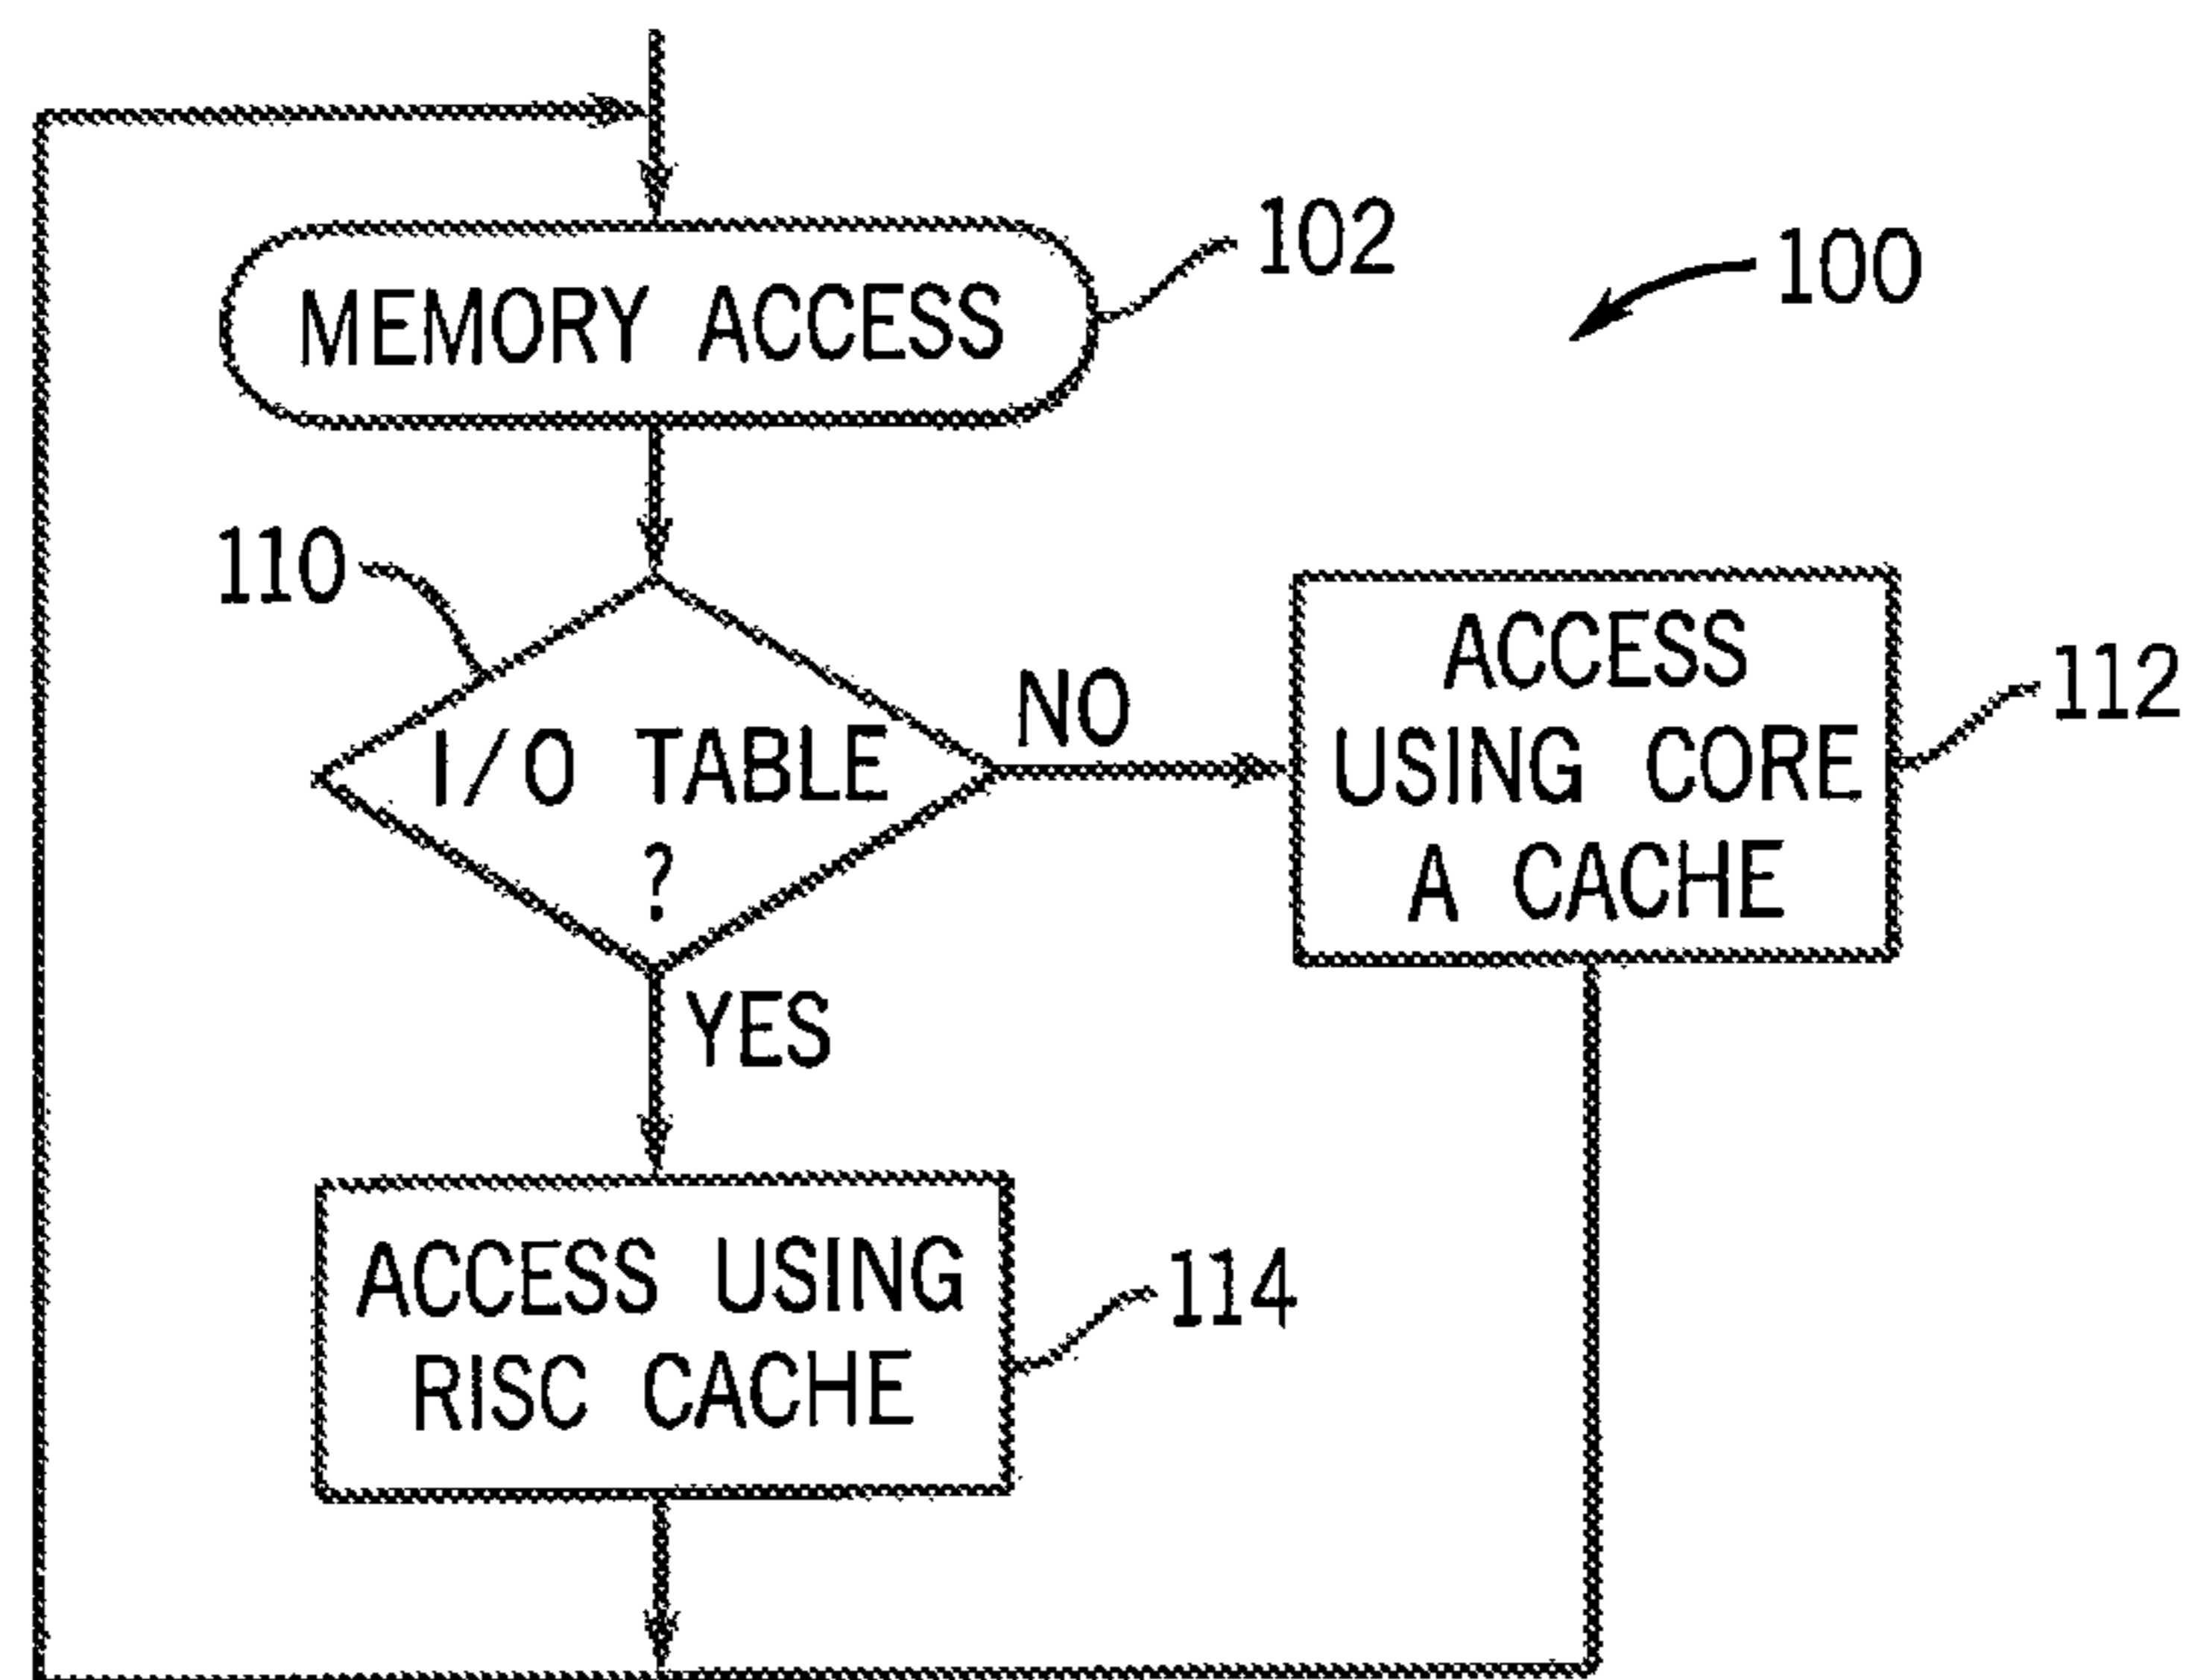 102
100
MEMORY ACCESS
110
I/O TABLE
?
NO
YES
ACCESS
USING CORE
A CACHE
112
ACCESS USING
RISC CACHE
114